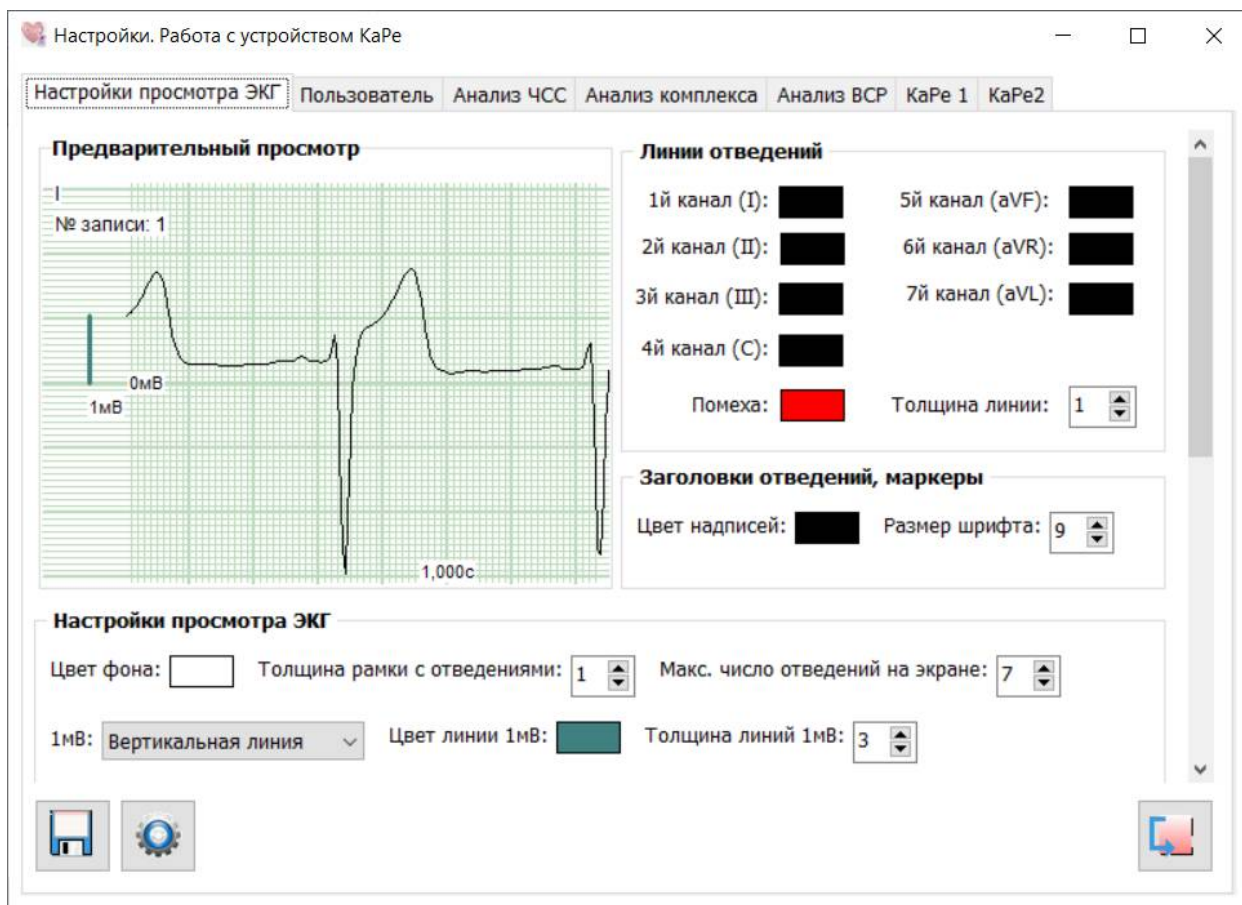 Настройки. Работа с устройством КаРе
Настройки просмотра ЭКГ Пользователь Анализ ЧСС Анализ комплекса Анализ ВСР КаРе 1 КаРе2
Предварительный просмотр
I
№ записи: 1
0мВ
1мВ
1,000с
Линии отведений
1й канал (I): 5й канал (aVF):
2й канал (II): 6й канал (aVR):
3й канал (III): 7й канал (aVL):
4й канал (C):
Помеха: Толщина линии: 1
Заголовки отведений, маркеры
Цвет надписей: Размер шрифта: 9
Настройки просмотра ЭКГ
Цвет фона: Толщина рамки с отведениями: 1 Макс. число отведений на экране: 7
1мВ: Вертикальная линия Цвет линии 1мВ: Толщина линий 1мВ: 3